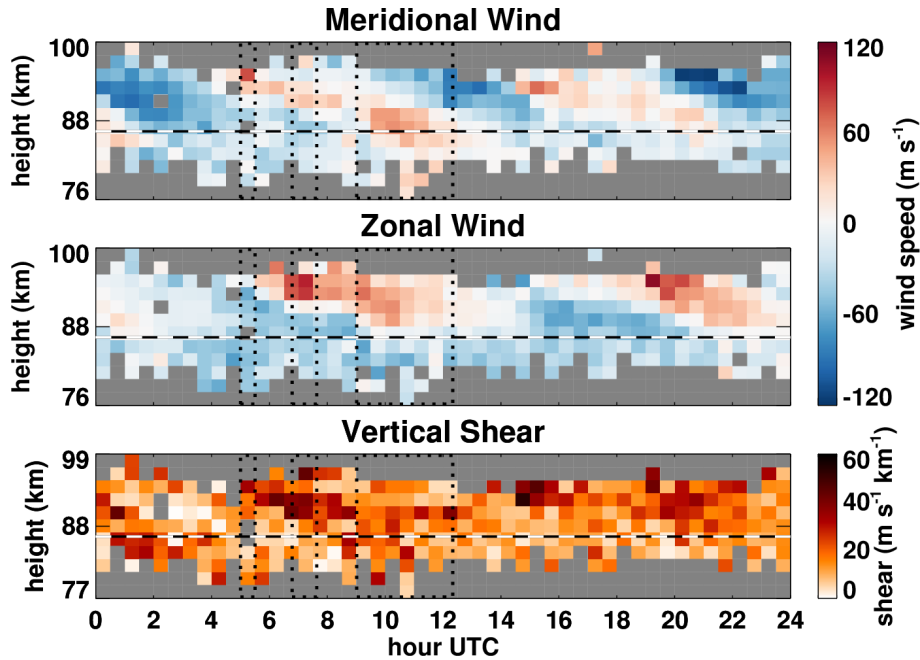 Meridional Wind
100
88
76
height (km)
Zonal Wind
100
88
76
height (km)
120
60
0
-60
-120
wind speed (m s⁻¹)
Vertical Shear
99
88
77
height (km)
60
40
20
0
shear (m s⁻¹ km⁻¹)
0 2 4 6 8 10 12 14 16 18 20 22 24
hour UTC